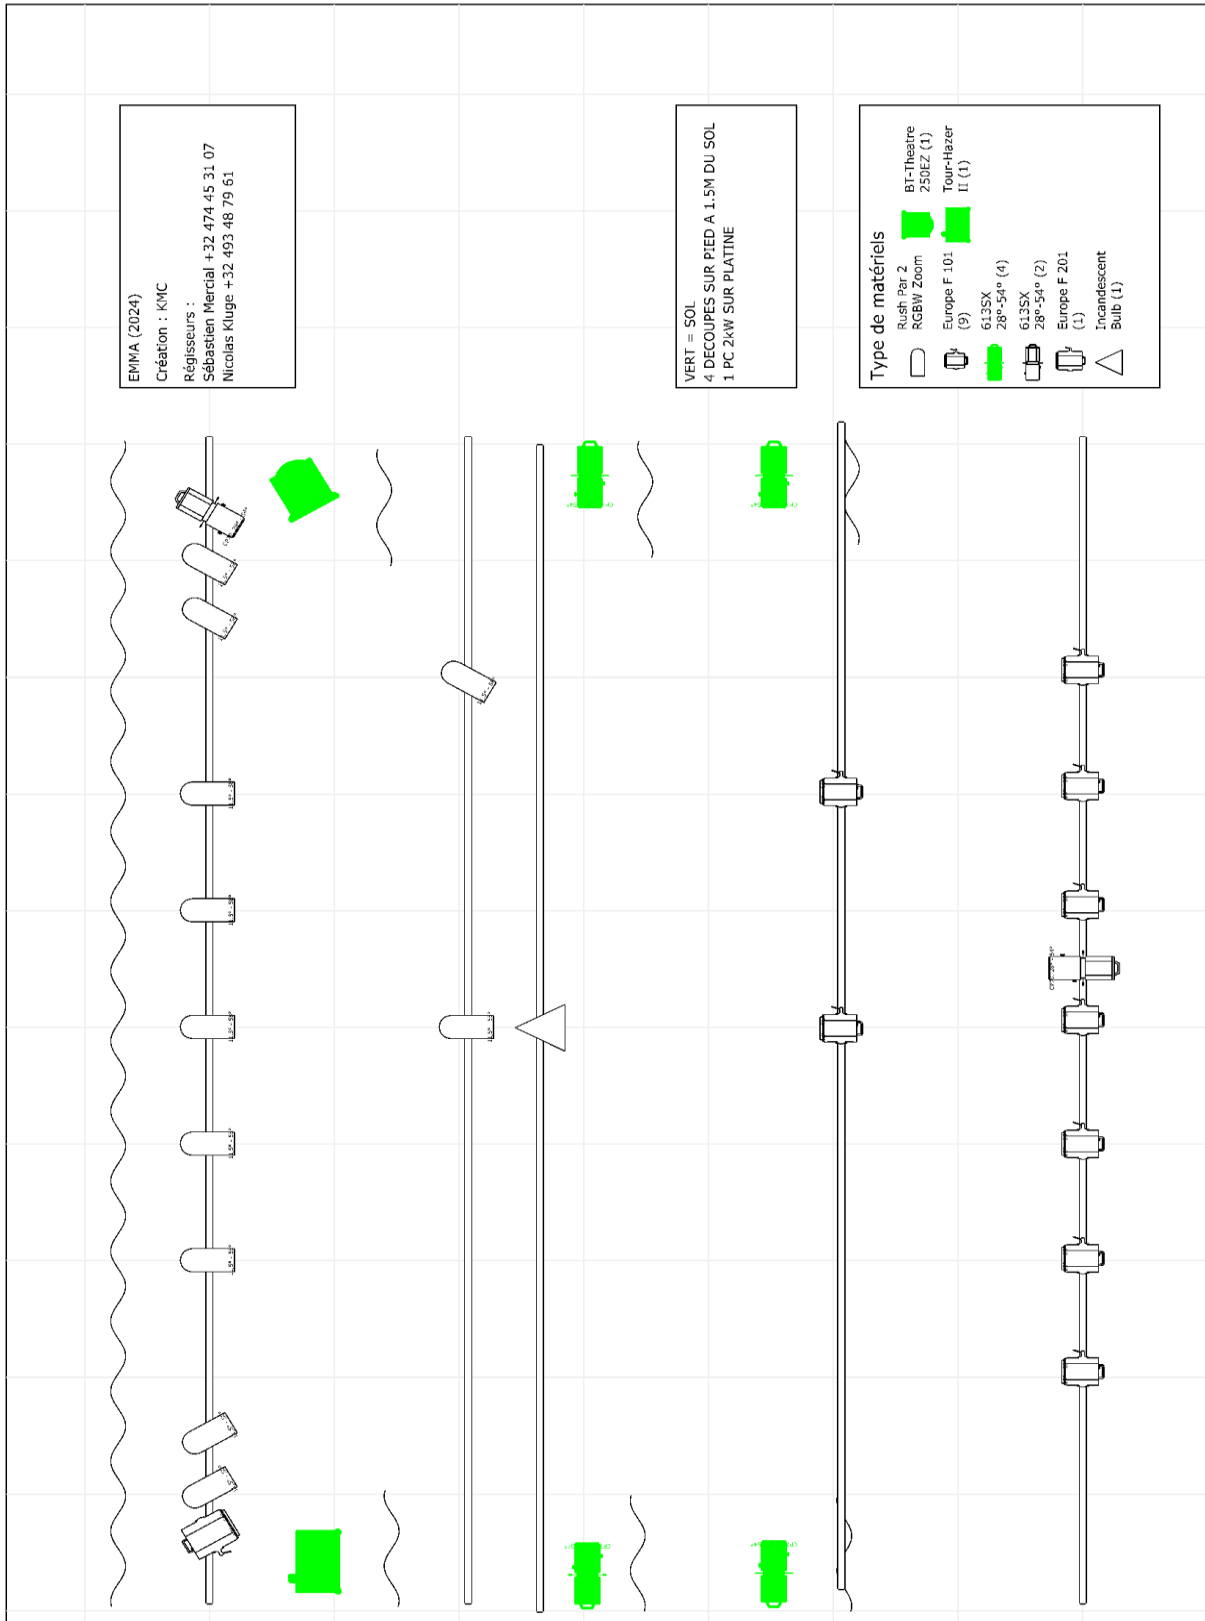 EMMA (2024)
Création : KMC
Régisseurs :
Sébastien Mercial +32 474 45 31 07
Nicolas Kluge +32 493 48 79 61
VERT = SOL
4 DECOUPES SUR PIED A 1.5M DU SOL
1 PC 2kW SUR PLATINE
Type de matériels
Rush Par 2
RGBW Zoom
Europe F 101
(9)
613SX
28°-54° (4)
613SX
28°-54° (2)
Europe F 201
(1)
Incandescent
Bulb (1)
BT-Theatre
250EZ (1)
Tour-Hazer
II (1)